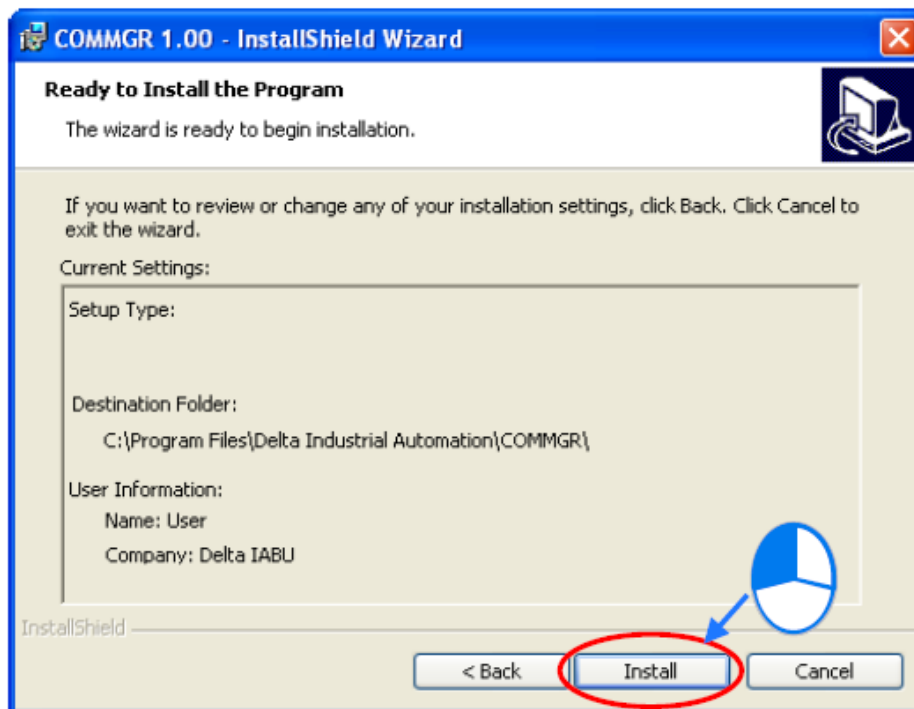 COMMGR 1.00 - InstallShield Wizard
Ready to Install the Program
The wizard is ready to begin installation.
If you want to review or change any of your installation settings, click Back. Click Cancel to
exit the wizard.
Current Settings:
Setup Type:
Destination Folder:
C:\Program Files\Delta Industrial Automation\COMMGR\
User Information:
Name: User
Company: Delta IABU
InstallShield
< Back
Install
Cancel